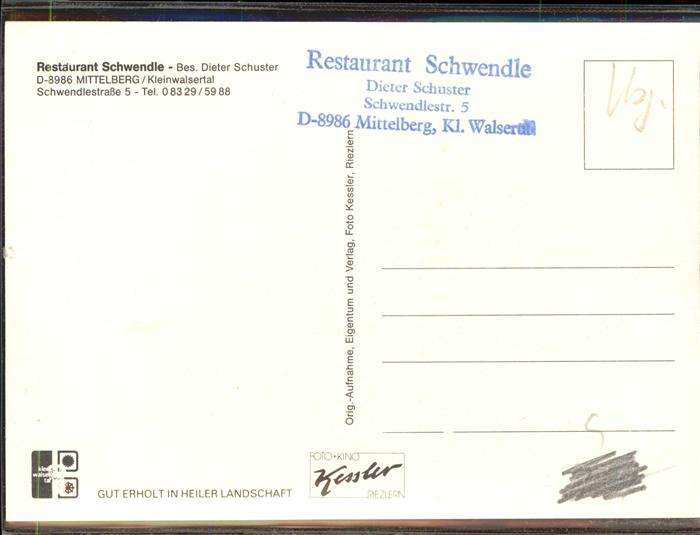 Restaurant Schwendle - Bes. Dieter Schuster
D-8986 MITTELBERG/Kleinwalsertal
Schwendlestraße 5 - Tel. 0 83 29 / 59 88
Restaurant Schwendle
Dieter Schuster
Schwendlestr. 5
D-8986 Mittelberg, Kl. Walsertal
Orig.-Aufnahme, Eigentum und Verlag, Foto Kessler, Riezlern
GUT ERHOLT IN HEILER LANDSCHAFT
FOTO+KINO
Kessler
RIEZLERN